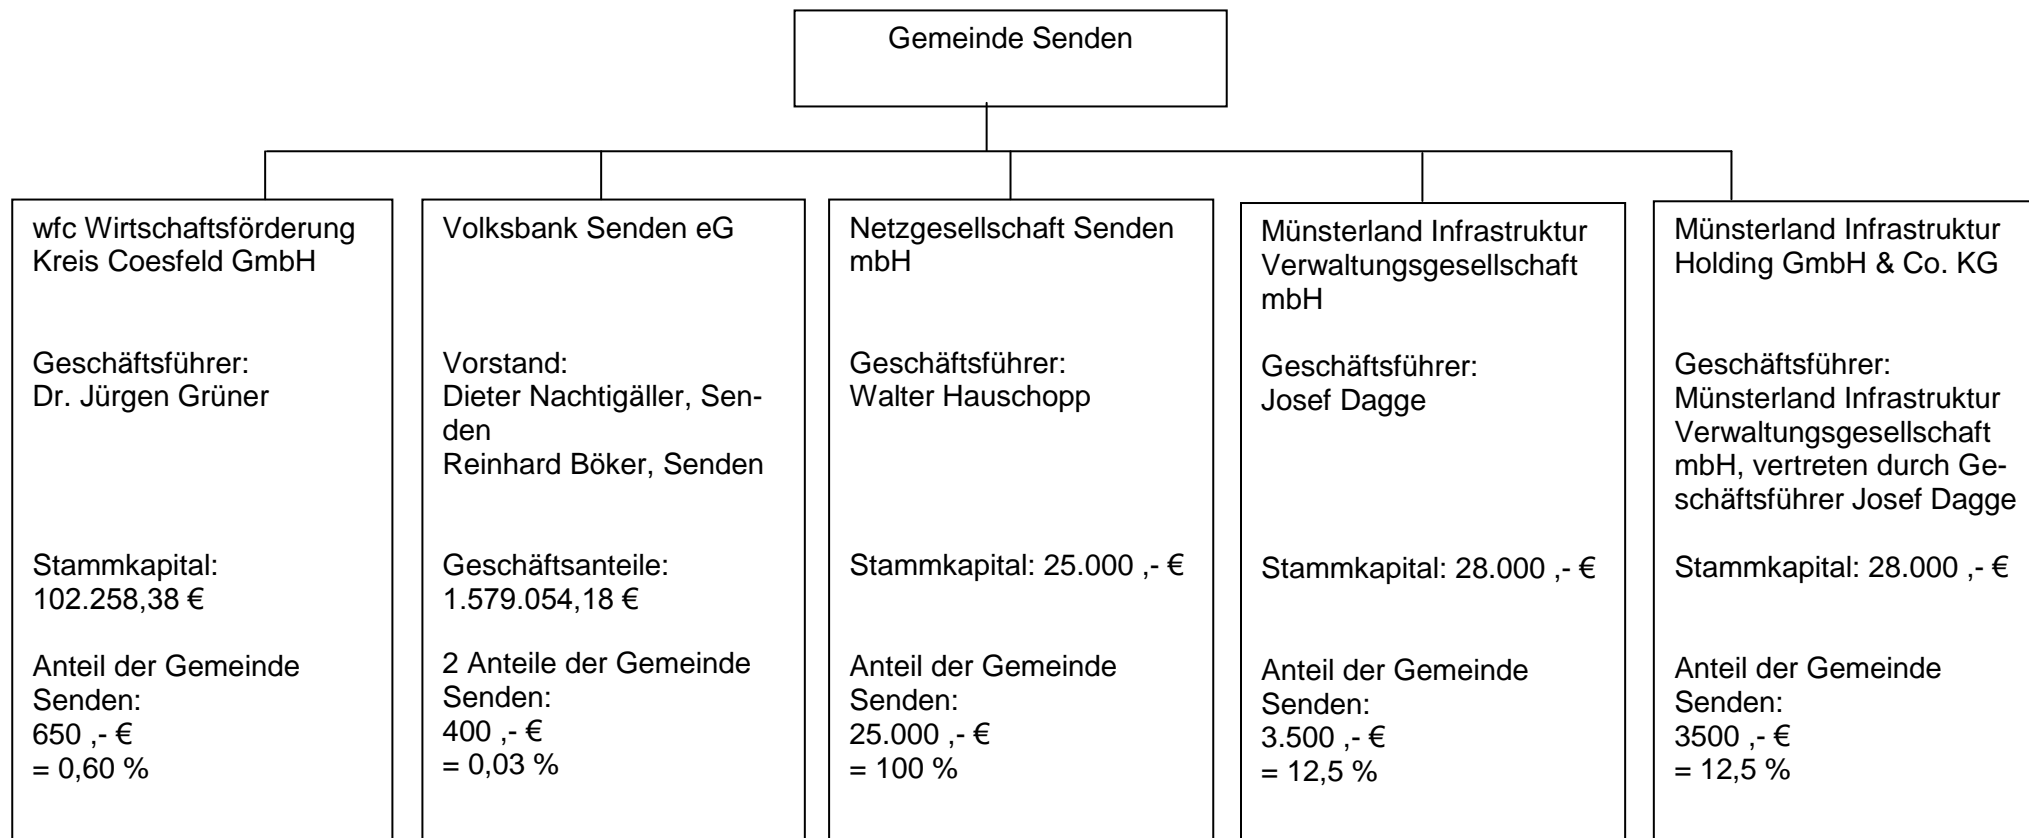 Gemeinde Senden
wfc Wirtschaftsförderung
Kreis Coesfeld GmbH
Geschäftsführer:
Dr. Jürgen Grüner
Stammkapital:
102.258,38 €
Anteil der Gemeinde
Senden:
650 ,- €
= 0,60 %
Volksbank Senden eG
Vorstand:
Dieter Nachtigäller, Sen-
den
Reinhard Böker, Senden
Geschäftsanteile:
1.579.054,18 €
2 Anteile der Gemeinde
Senden:
400 ,- €
= 0,03 %
Netzgesellschaft Senden
mbH
Geschäftsführer:
Walter Hauschopp
Stammkapital: 25.000 ,- €
Anteil der Gemeinde
Senden:
25.000 ,- €
= 100 %
Münsterland Infrastruktur
Verwaltungsgesellschaft
mbH
Geschäftsführer:
Josef Dagge
Stammkapital: 28.000 ,- €
Anteil der Gemeinde
Senden:
3.500 ,- €
= 12,5 %
Münsterland Infrastruktur
Holding GmbH & Co. KG
Geschäftsführer:
Münsterland Infrastruktur
Verwaltungsgesellschaft
mbH, vertreten durch Ge-
schäftsführer Josef Dagge
Stammkapital: 28.000 ,- €
Anteil der Gemeinde
Senden:
3500 ,- €
= 12,5 %